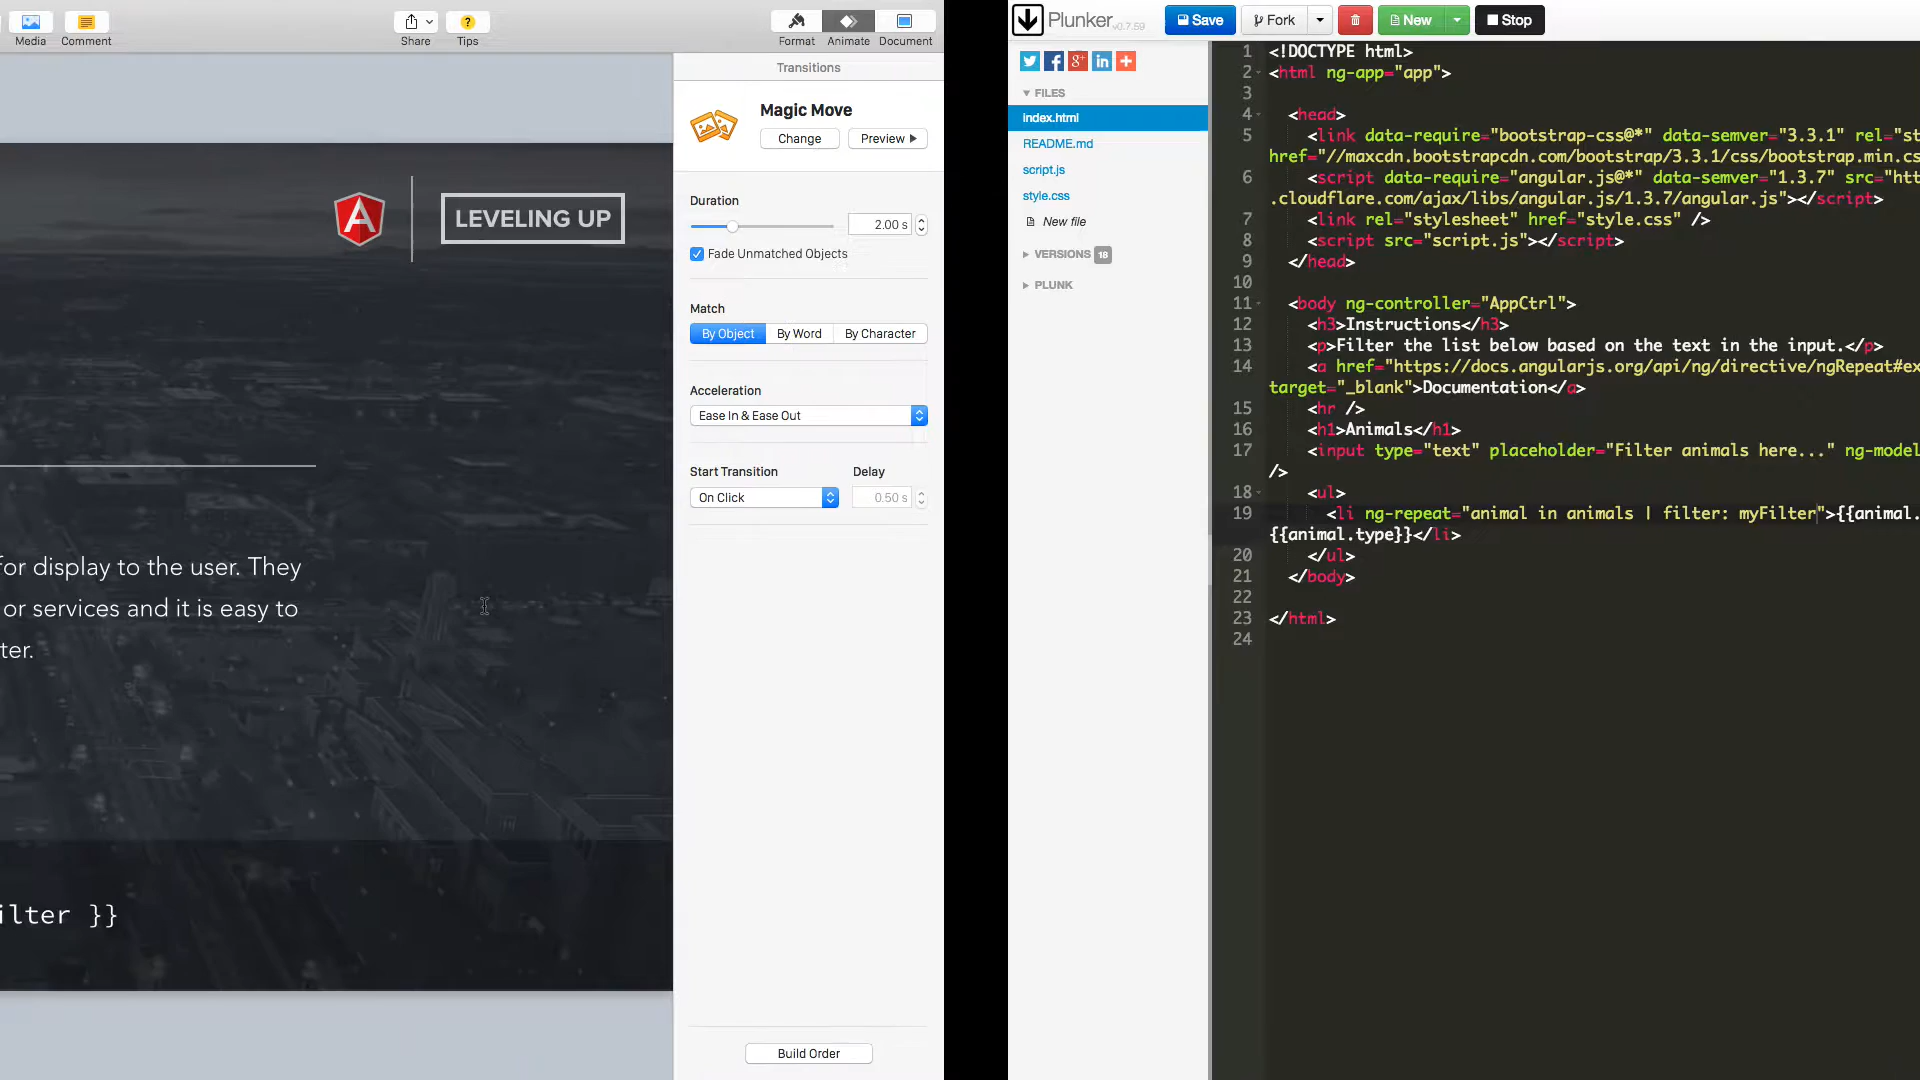 Media
Comment
Share
Tips
Format
Animate
Document
LEVELING UP
for display to the user. They
or services and it is easy to
ter.
ilter }}
Transitions
Magic Move
Change
Preview
Duration
2.00 s
Fade Unmatched Objects
Match
By Object
By Word
By Character
Acceleration
Ease In & Ease Out
Start Transition
Delay
On Click
0.50 s
Build Order
Plunker v0.7.59
Save
Fork
New
Stop
FILES
index.html
README.md
script.js
style.css
New file
VERSIONS 18
PLUNK
1 <!DOCTYPE html>
2 <html ng-app="app">
3
4 <head>
5 <link data-require="bootstrap-css@*" data-semver="3.3.1" rel="st
href="//maxcdn.bootstrapcdn.com/bootstrap/3.3.1/css/bootstrap.min.cs
6 <script data-require="angular.js@*" data-semver="1.3.7" src="htt
.cloudflare.com/ajax/libs/angular.js/1.3.7/angular.js"></script>
7 <link rel="stylesheet" href="style.css" />
8 <script src="script.js"></script>
9 </head>
10
11 <body ng-controller="AppCtrl">
12 <h3>Instructions</h3>
13 <p>Filter the list below based on the text in the input.</p>
14 <a href="https://docs.angularjs.org/api/ng/directive/ngRepeat#ex
target="_blank">Documentation</a>
15 <hr />
16 <h1>Animals</h1>
17 <input type="text" placeholder="Filter animals here..." ng-model
/>
18 <ul>
19 <li ng-repeat="animal in animals | filter: myFilter">{{animal.
{{animal.type}}</li>
20 </ul>
21 </body>
22
23 </html>
24